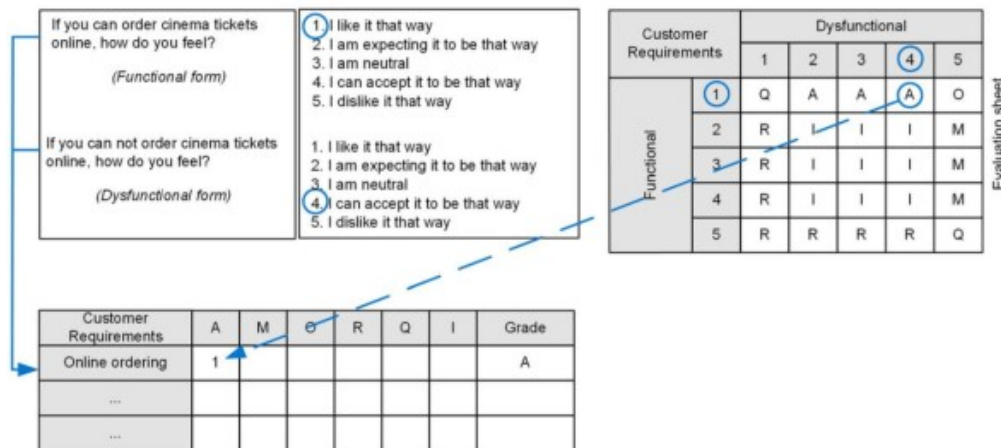 If you can order cinema tickets
online, how do you feel?
(Functional form)
If you can not order cinema tickets
online, how do you feel?
(Dysfunctional form)
1. I like it that way
2. I am expecting it to be that way
3. I am neutral
4. I can accept it to be that way
5. I dislike it that way
1. I like it that way
2. I am expecting it to be that way
3. I am neutral
4. I can accept it to be that way
5. I dislike it that way
Customer Dysfunctional
Requirements 1 2 3 4 5
Functional
1 Q A A A O
2 R I I I M
3 R I I I M
4 R I I I M
5 R R R R Q
Evaluation sheet
Customer
Requirements A M O R Q I Grade
Online ordering 1 A
...
...